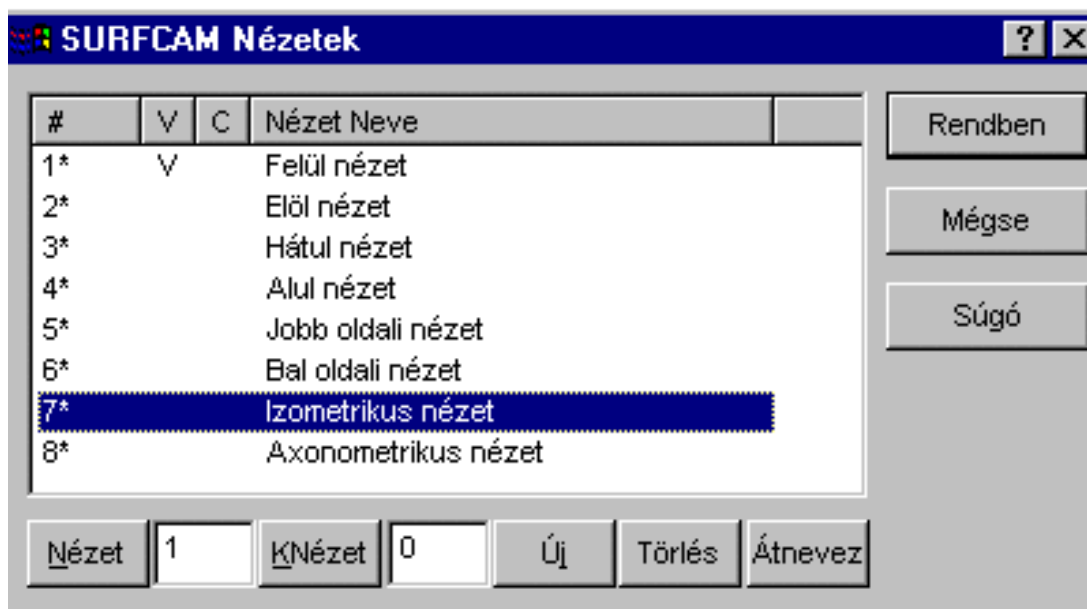 SURFCAM Nézetek
# V C Nézet Neve
1* V Felül nézet
2* Elöl nézet
3* Hátul nézet
4* Alul nézet
5* Jobb oldali nézet
6* Bal oldali nézet
7* Izometrikus nézet
8* Axonometrikus nézet
Rendben
Mégse
Súgó
Nézet 1 KNézet 0 Új Törlés Átnevez